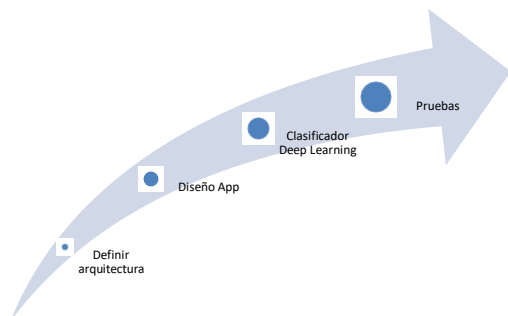 Definir
arquitectura
Diseño App
Clasificador
Deep Learning
Pruebas